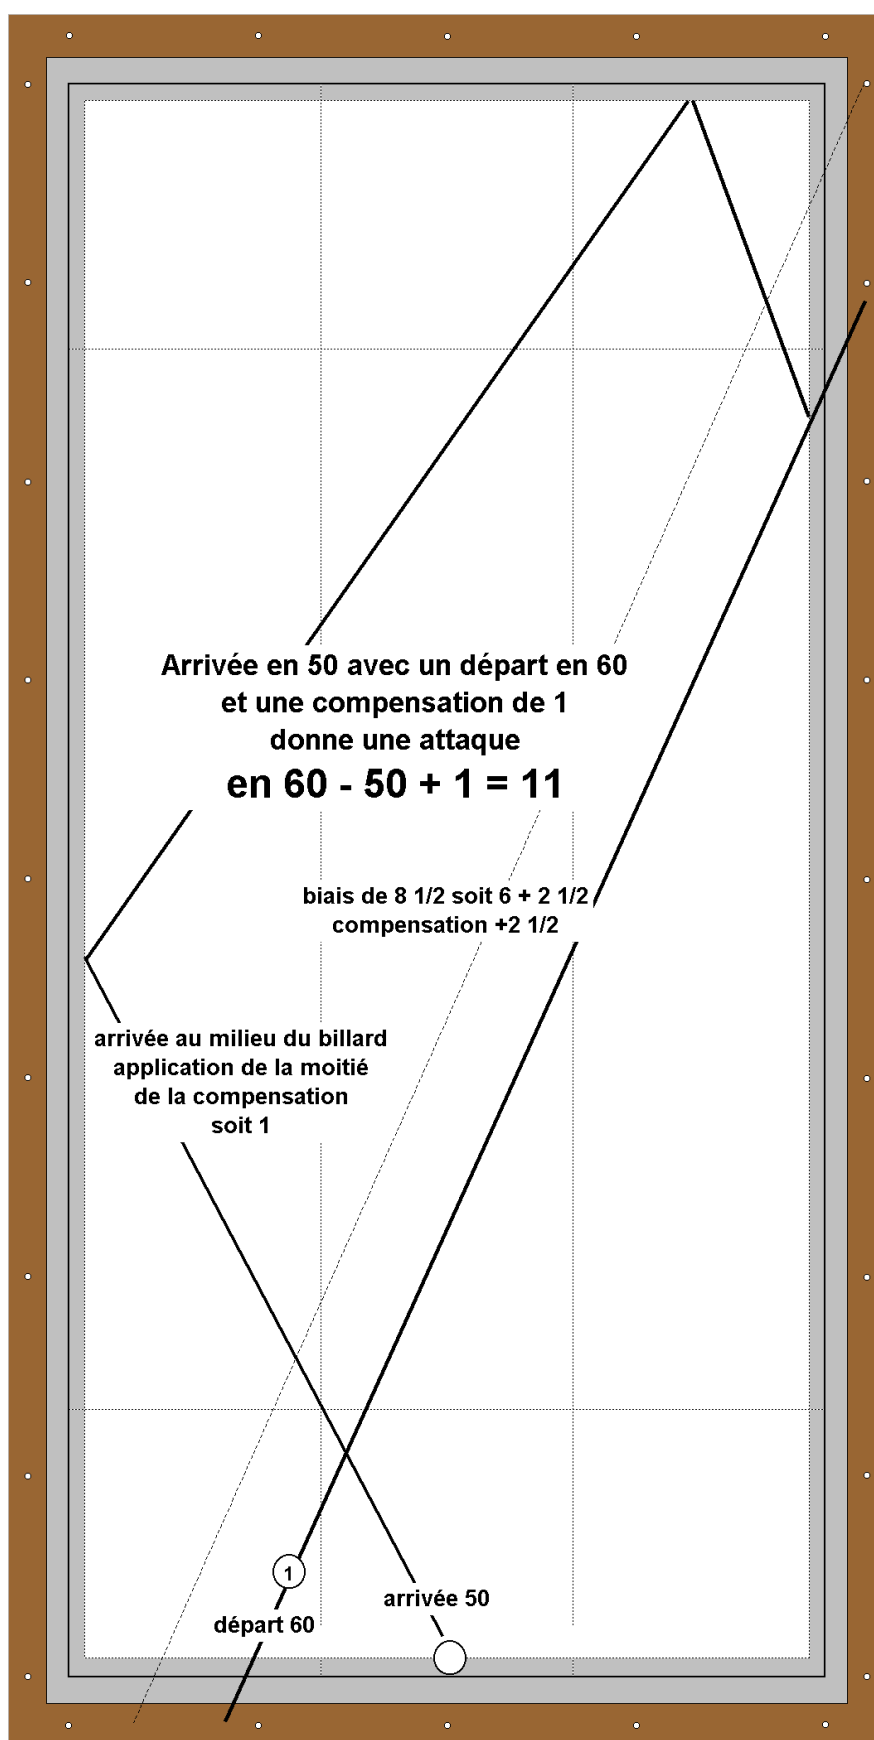 Arrivée en 50 avec un départ en 60
et une compensation de 1
donne une attaque
en 60 - 50 + 1 = 11
biais de 8 1/2 soit 6 + 2 1/2
compensation +2 1/2
arrivée au milieu du billard
application de la moitié
de la compensation
soit 1
1
arrivée 50
départ 60